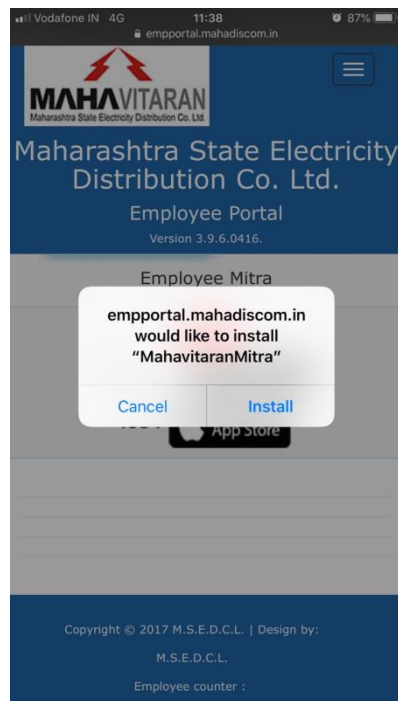 Vodafone IN 4G 11:38 87%
empportal.mahadiscom.in
MAHAVITARAN
Maharashtra State Electricity Distribution Co. Ltd.
Maharashtra State Electricity
Distribution Co. Ltd.
Employee Portal
Version 3.9.6.0416.
Employee Mitra
empportal.mahadiscom.in
would like to install
“MahavitaranMitra”
Cancel Install
App Store
Copyright © 2017 M.S.E.D.C.L. | Design by:
M.S.E.D.C.L.
Employee counter :